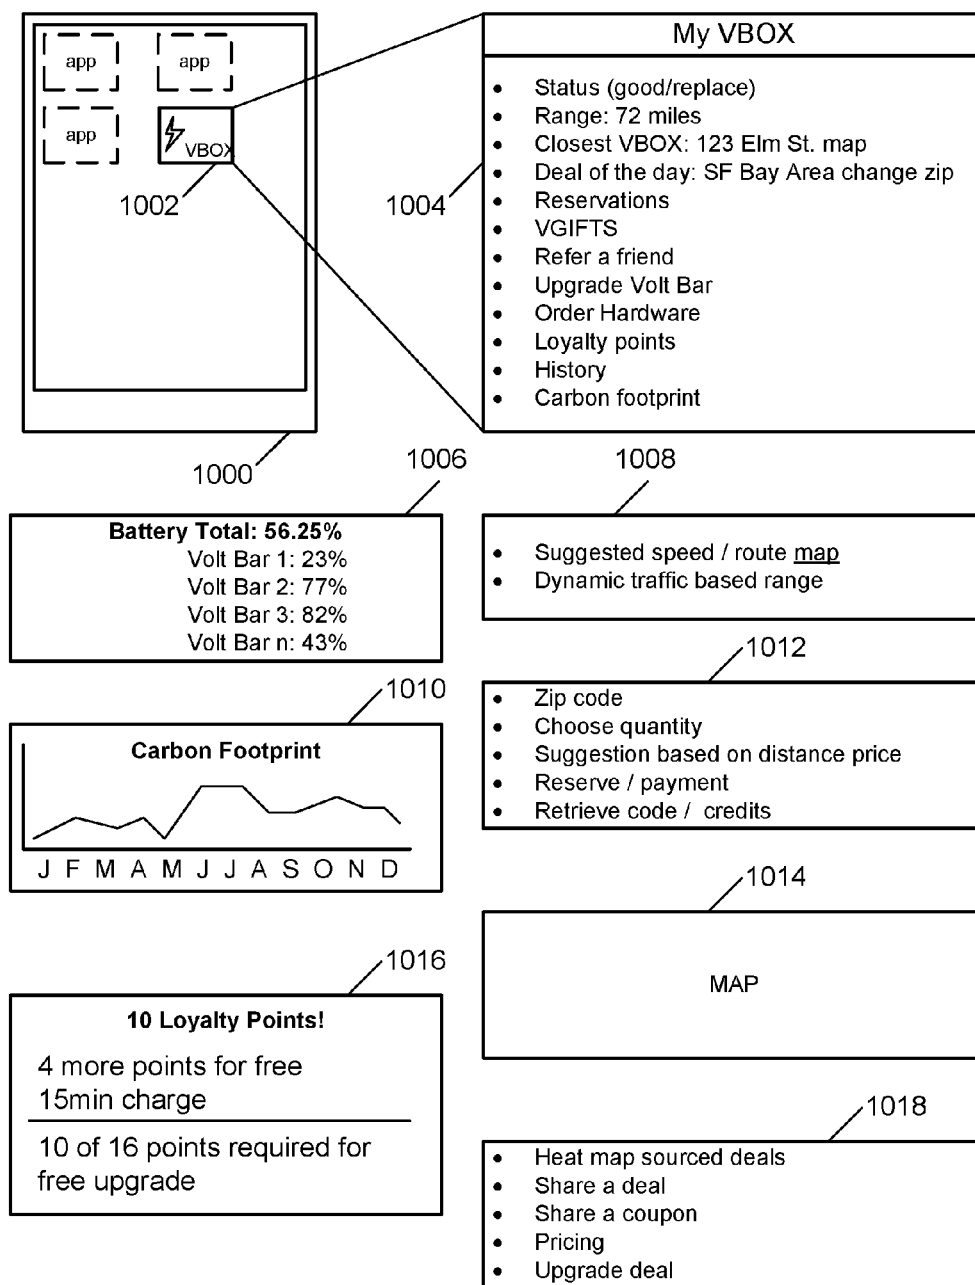 app
app
app
VBOX
1002
1000
My VBOX
Status (good/replace)
Range: 72 miles
Closest VBOX: 123 Elm St. map
Deal of the day: SF Bay Area change zip
Reservations
VGIFTS
Refer a friend
Upgrade Volt Bar
Order Hardware
Loyalty points
History
Carbon footprint
1004
1006
Battery Total: 56.25%
Volt Bar 1: 23%
Volt Bar 2: 77%
Volt Bar 3: 82%
Volt Bar n: 43%
1008
Suggested speed / route map
Dynamic traffic based range
1010
Carbon Footprint
J F M A M J J A S O N D
1012
Zip code
Choose quantity
Suggestion based on distance price
Reserve / payment
Retrieve code / credits
1014
MAP
1016
10 Loyalty Points!
4 more points for free
15min charge
10 of 16 points required for
free upgrade
1018
Heat map sourced deals
Share a deal
Share a coupon
Pricing
Upgrade deal